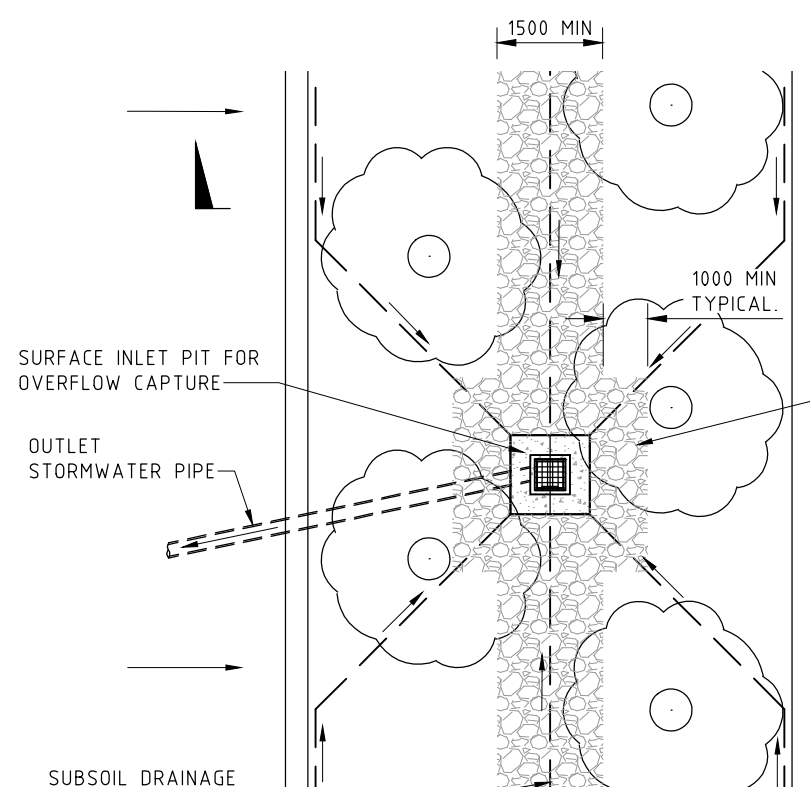 1500 MIN
1000 MIN
TYPICAL.
SURFACE INLET PIT FOR
OVERFLOW CAPTURE
OUTLET
STORMWATER PIPE
SUBSOIL DRAINAGE